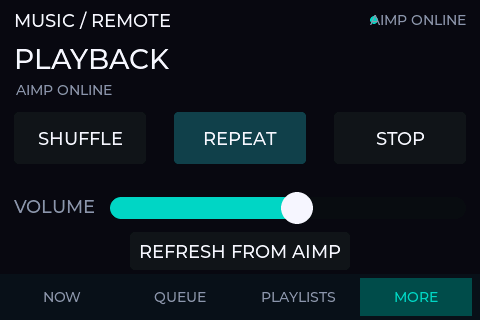 MUSIC / REMOTE
AIMP ONLINE
PLAYBACK
AIMP ONLINE
SHUFFLE
REPEAT
STOP
VOLUME
REFRESH FROM AIMP
NOW
QUEUE
PLAYLISTS
MORE